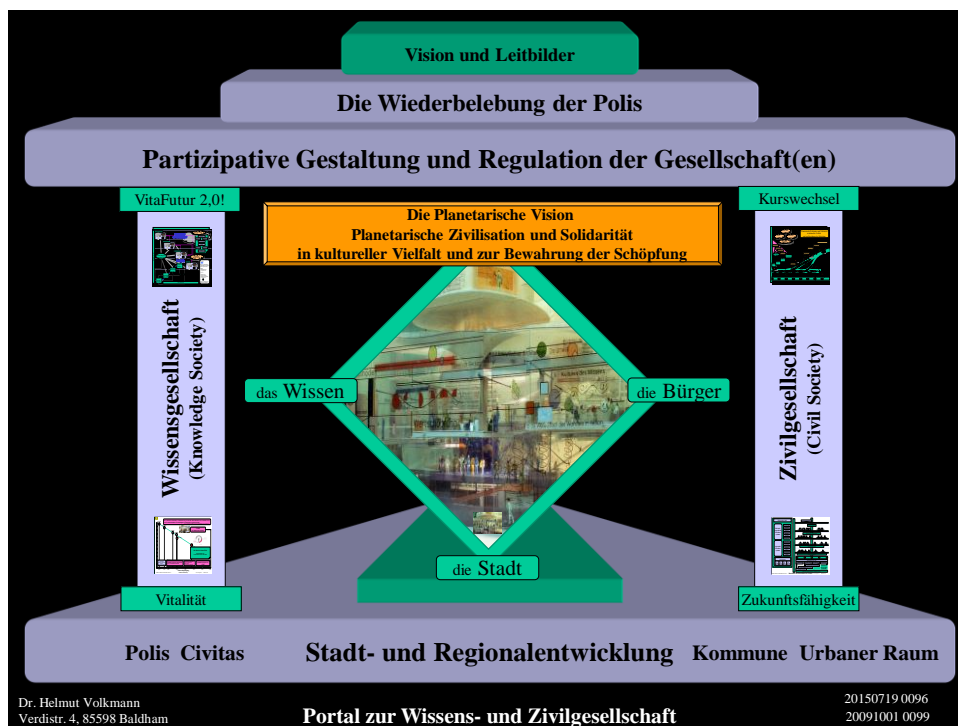 Vision und Leitbilder
Die Wiederbelebung der Polis
Partizipative Gestaltung und Regulation der Gesellschaft(en)
VitaFutur 2,0!
Kurswechsel
Die Planetarische Vision
Planetarische Zivilisation und Solidarität
in kultureller Vielfalt und zur Bewahrung der Schöpfung
Wissensgesellschaft
(Knowledge Society)
das Wissen
die Bürger
Zivilgesellschaft
(Civil Society)
die Stadt
Vitalität
Zukunftsfähigkeit
Polis Civitas
Stadt- und Regionalentwicklung
Kommune Urbaner Raum
Dr. Helmut Volkmann
Verdistr. 4, 85598 Baldham
Portal zur Wissens- und Zivilgesellschaft
20150719 0096
20091001 0099